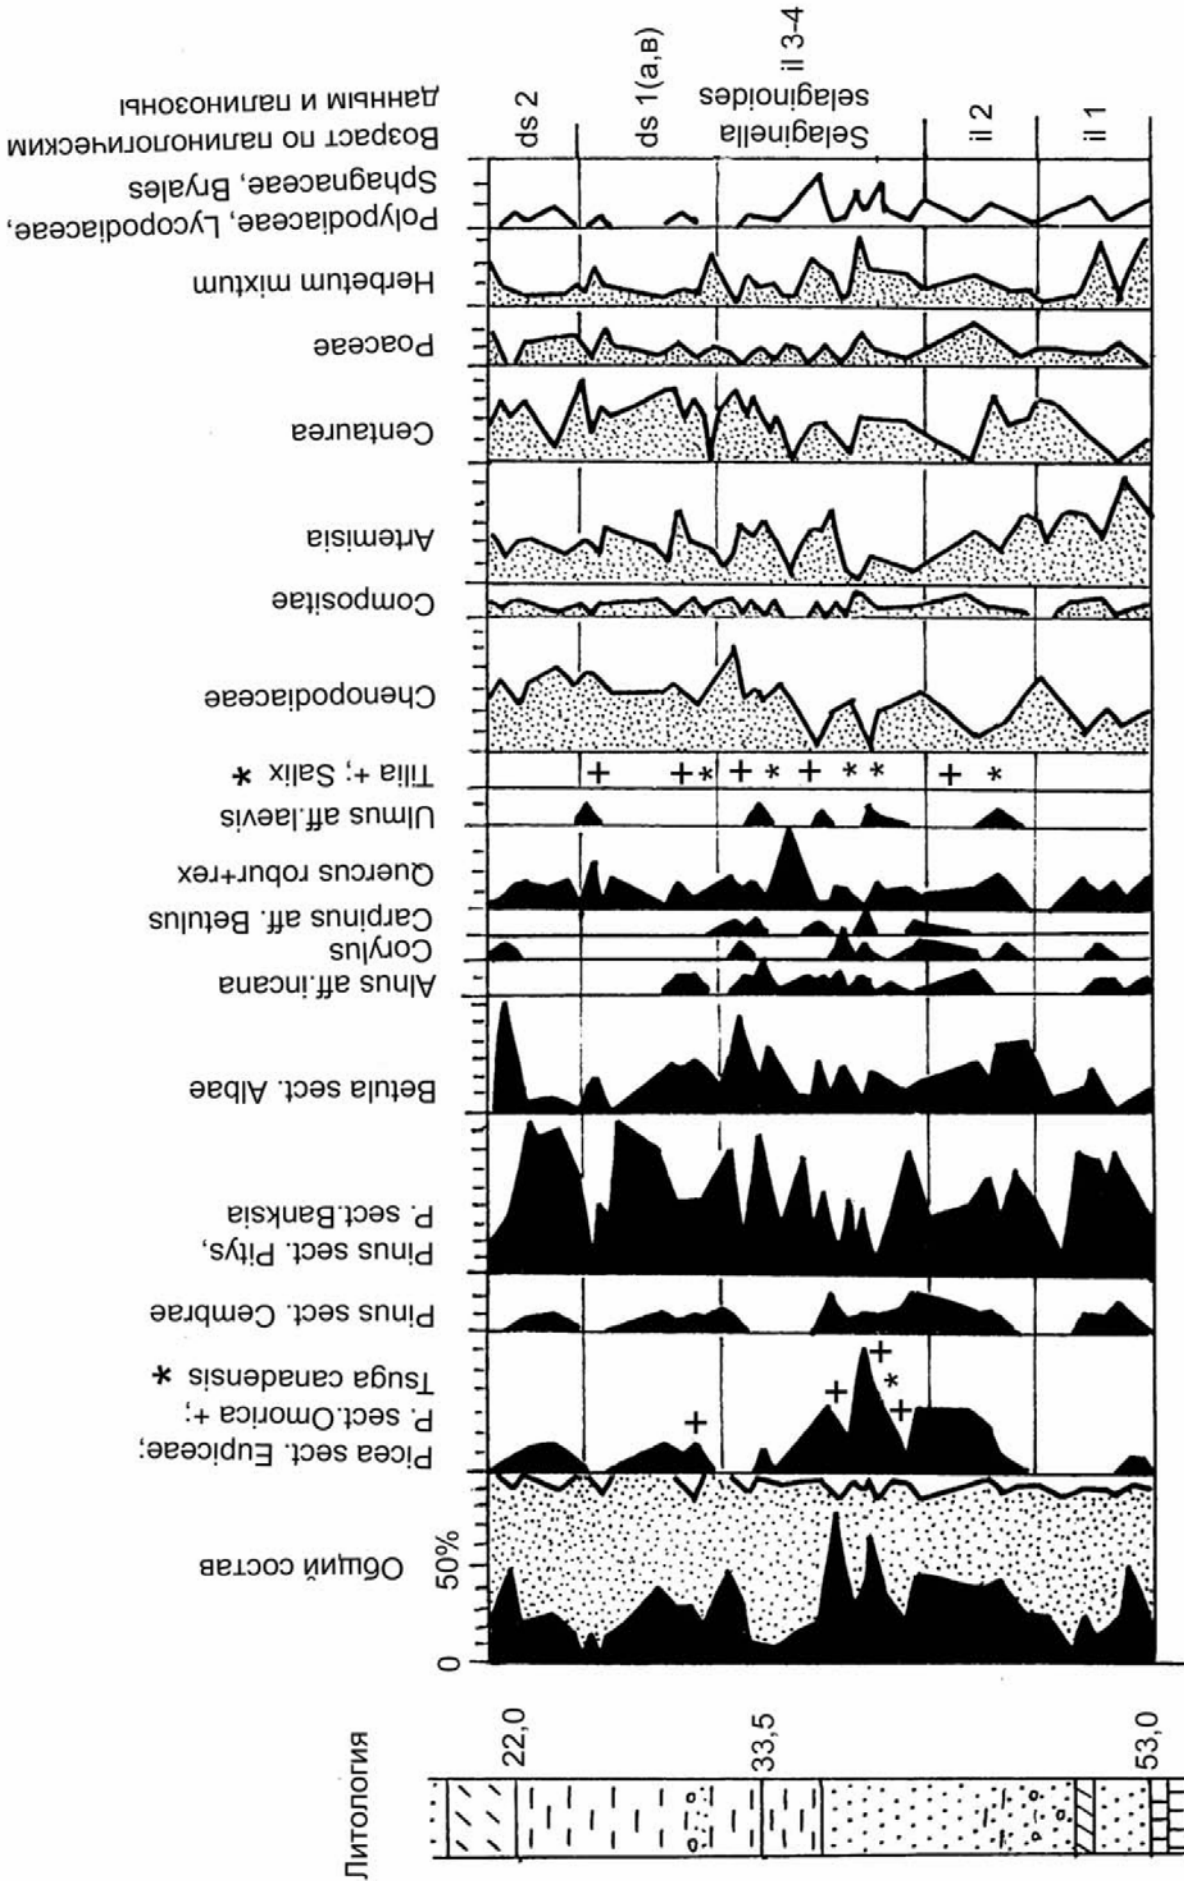 Литология
22,0
33,5
53,0
Общий состав
0 50%
Picea sect. Eupiceae;
P. sect.Omorica +;
Tsuga canadensis *
Pinus sect. Cembrae
Pinus sect. Pitys,
P. sect.Banksia
Betula sect. Albae
Alnus aff.incana
Corylus
Carpinus aff. Betulus
Quercus robur+rex
Ulmus aff.laevis
Tilia +; Salix *
Chenopodiaceae
Compositae
Artemisia
Centaurea
Poaceae
Herbetum mixtum
Polypodiaceae, Lycopodiaceae,
Sphagnaceae, Bryales
Возраст по палинологическим
данным и палинозоны
ds 2
ds 1(а,в)
Selaginella
selaginoides
il 3-4
il 2
il 1